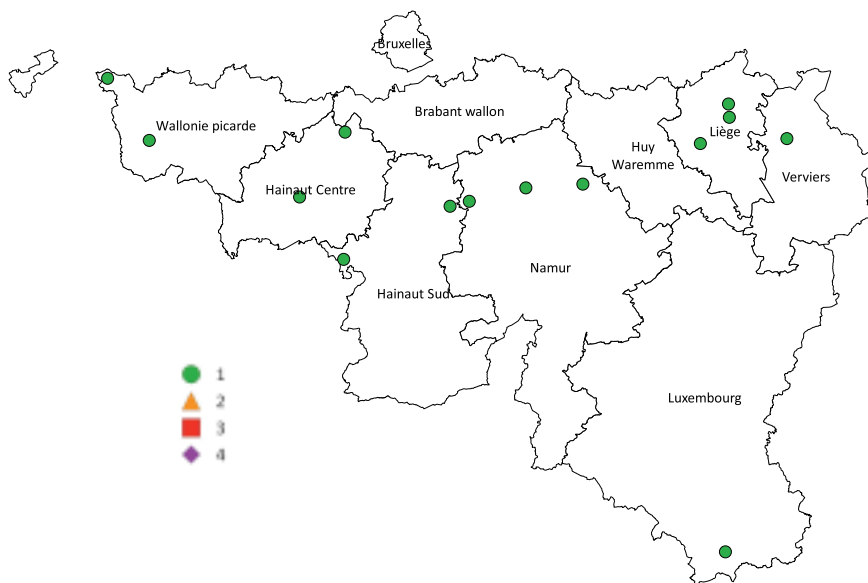 Bruxelles
Brabant wallon
Wallonie picarde
Liège
Huy
Waremme
Verviers
Hainaut Centre
Namur
Hainaut Sud
1
2
3
4
Luxembourg